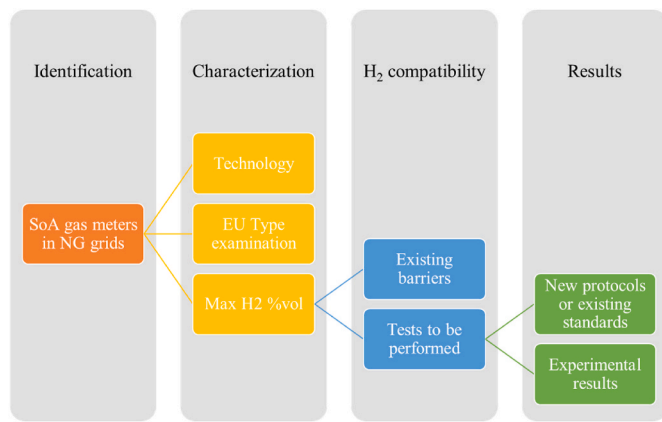 Identification
Characterization
H₂ compatibility
Results
SoA gas meters
in NG grids
Technology
EU Type
examination
Max H2 %vol
Existing
barriers
Tests to be
performed
New protocols
or existing
standards
Experimental
results